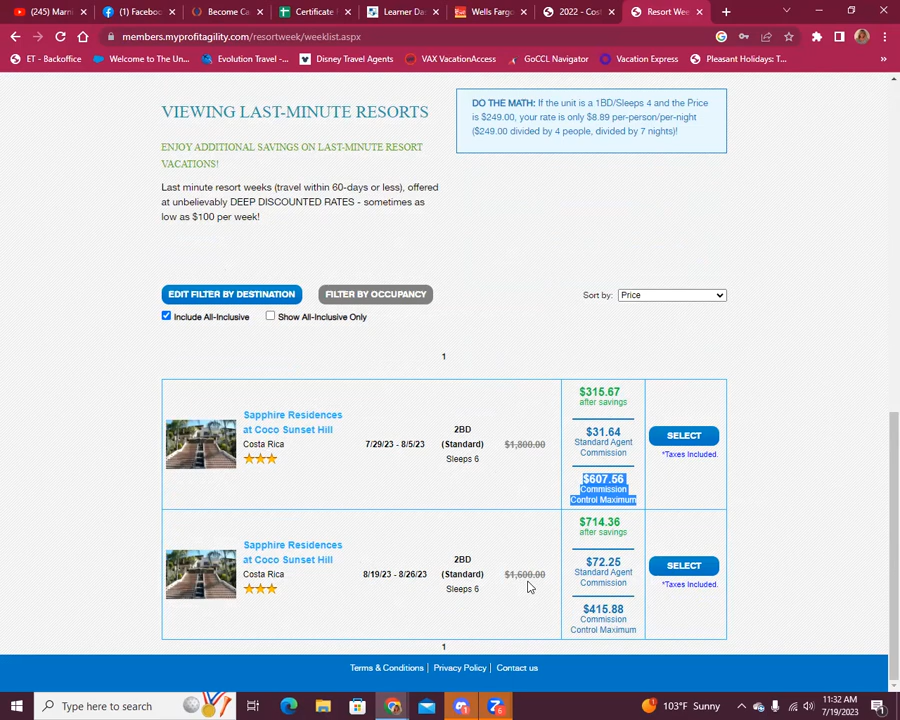 (245) Marri
(1) Faceboo
Become Ca
Certificate
Learner Da
Wells Fargo
2022 - Cost
Resort Wee
members.myprofitagility.com/resortweek/weeklist.aspx
ET - Backoffice
Welcome to The Un...
Evolution Travel -...
Disney Travel Agents
VAX VacationAccess
GoCCL Navigator
Vacation Express
Pleasant Holidays: T...
VIEWING LAST-MINUTE RESORTS
ENJOY ADDITIONAL SAVINGS ON LAST-MINUTE RESORT
VACATIONS!
Last minute resort weeks (travel within 60-days or less), offered
at unbelievably DEEP DISCOUNTED RATES - sometimes as
low as $100 per week!
DO THE MATH: If the unit is a 1BD/Sleeps 4 and the Price
is $249.00, your rate is only $8.89 per-person/per-night
($249.00 divided by 4 people, divided by 7 nights)!
EDIT FILTER BY DESTINATION
FILTER BY OCCUPANCY
Sort by:
Price
Include All-Inclusive
Show All-Inclusive Only
1
Sapphire Residences
at Coco Sunset Hill
Costa Rica
7/29/23 - 8/5/23
2BD
(Standard)
Sleeps 6
$1,800.00
$315.67
after savings
$31.64
Standard Agent
Commission
$607.56
Commission
Control Maximum
SELECT
*Taxes Included.
Sapphire Residences
at Coco Sunset Hill
Costa Rica
8/19/23 - 8/26/23
2BD
(Standard)
Sleeps 6
$1,600.00
$714.36
after savings
$72.25
Standard Agent
Commission
$415.88
Commission
Control Maximum
SELECT
*Taxes Included.
1
Terms & Conditions | Privacy Policy | Contact us
Type here to search
103°F Sunny
11:32 AM
7/19/2023